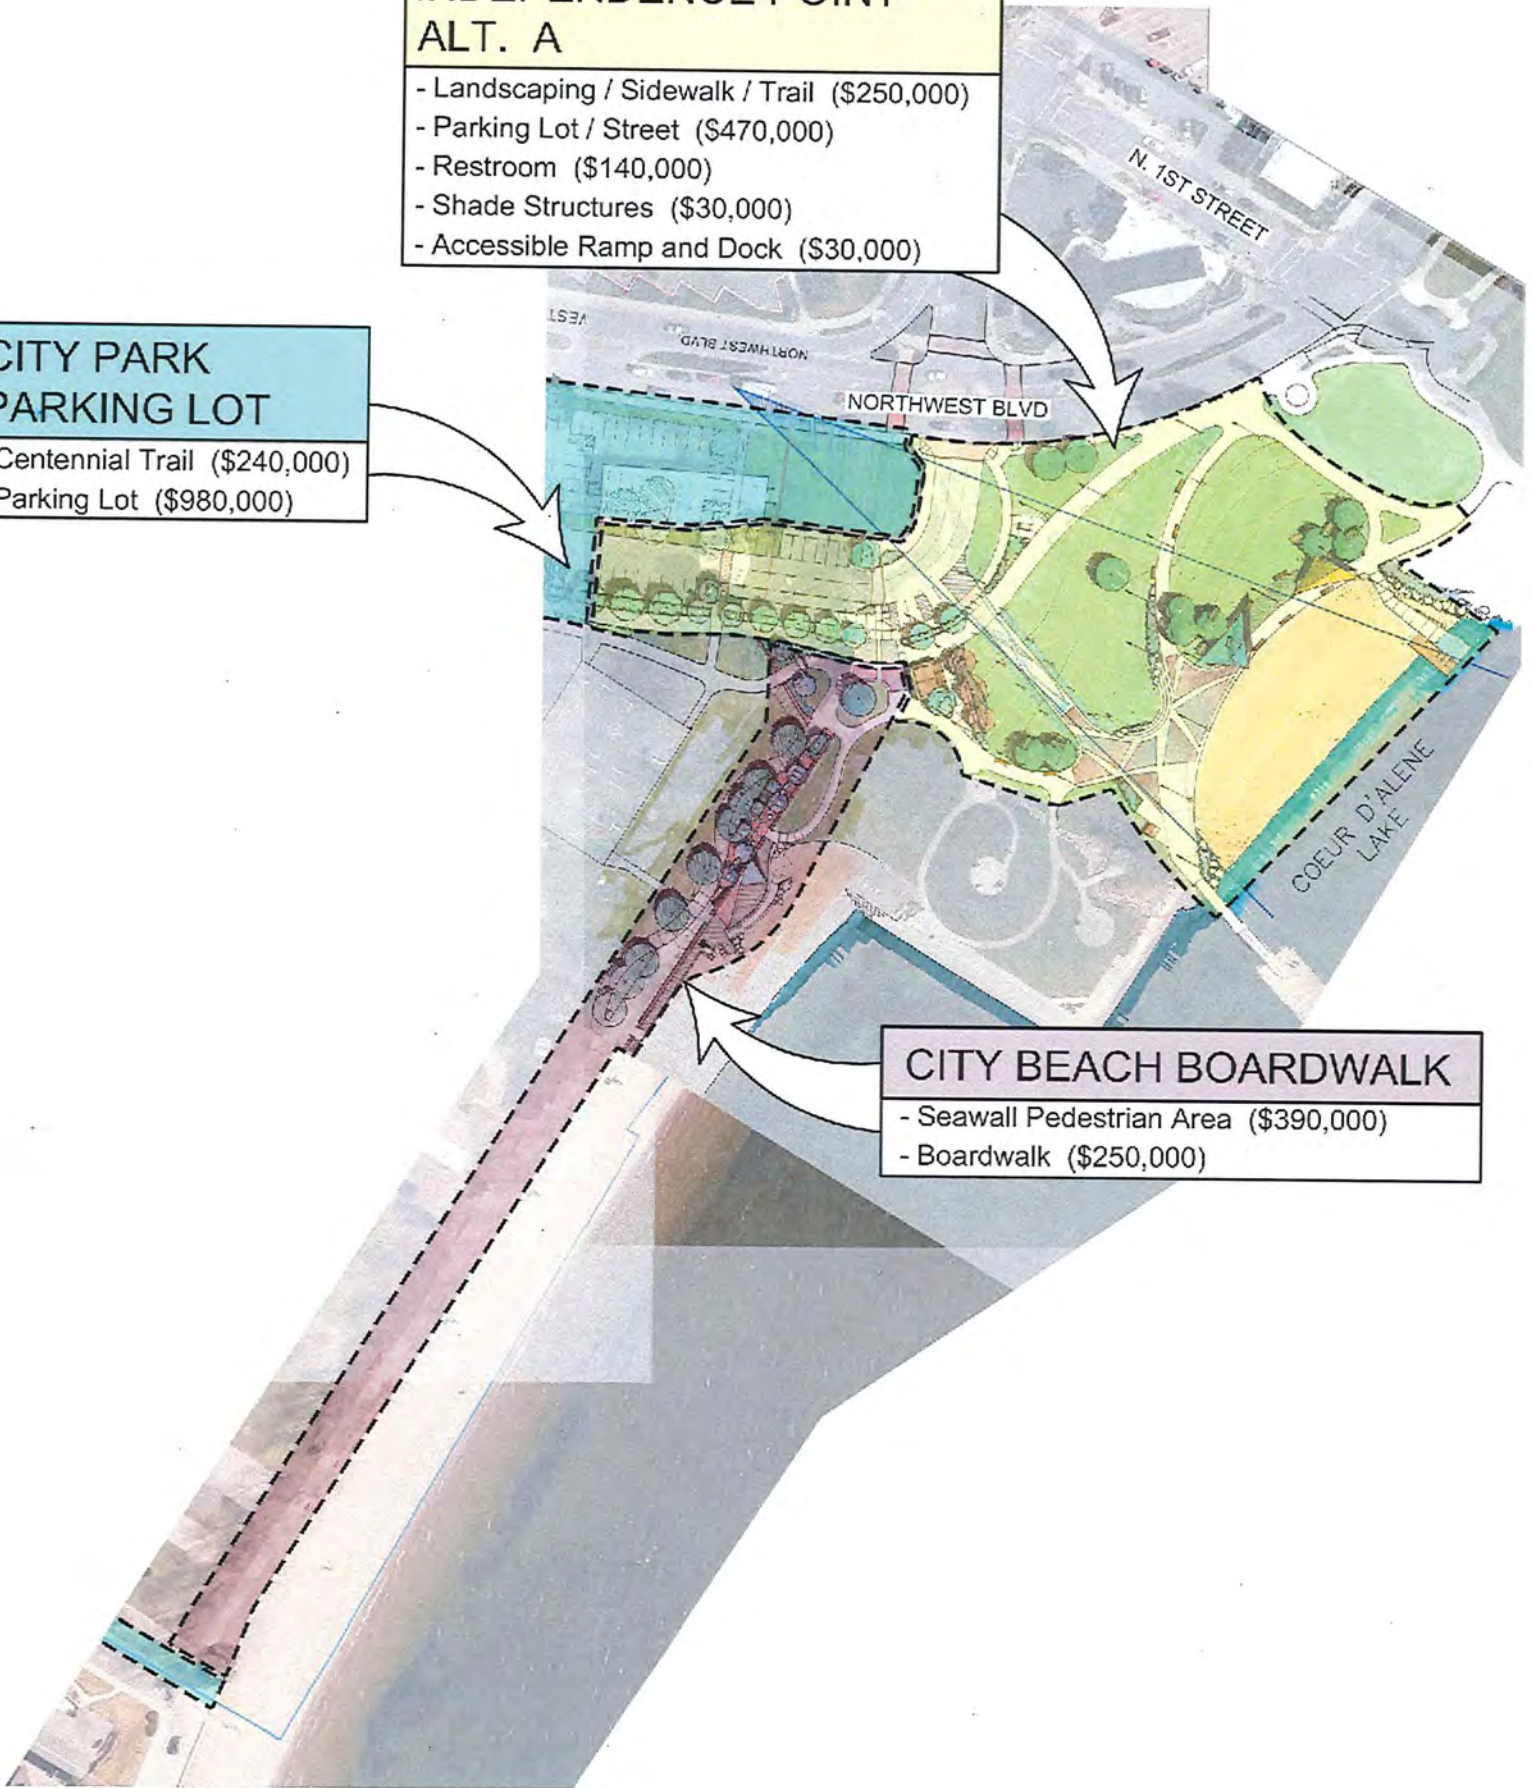 ALT. A
- Landscaping / Sidewalk / Trail ($250,000)
- Parking Lot / Street ($470,000)
- Restroom ($140,000)
- Shade Structures ($30,000)
- Accessible Ramp and Dock ($30,000)
N. 1ST STREET
VEST
NORTHWEST BLVD
NORTHWEST BLVD
CITY PARK
PARKING LOT
Centennial Trail ($240,000)
Parking Lot ($980,000)
COEUR D'ALENE
LAKE
CITY BEACH BOARDWALK
- Seawall Pedestrian Area ($390,000)
- Boardwalk ($250,000)